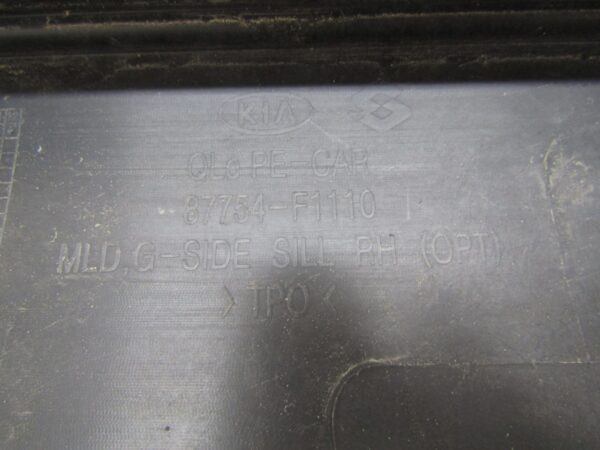 KIA
QLe PE-CAR
87754-F1110
MLD,G-SIDE SILL RH (OPT)
>TPO<